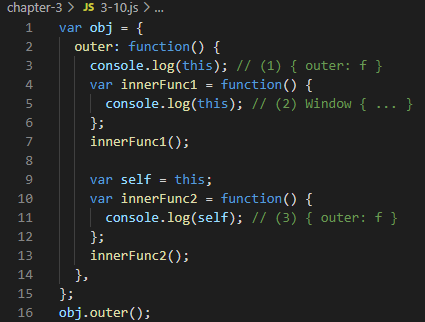 chapter-3 > JS 3-10.js > ...
1 var obj = {
2   outer: function() {
3     console.log(this); // (1) { outer: f }
4     var innerFunc1 = function() {
5       console.log(this); // (2) Window { ... }
6     };
7     innerFunc1();
8
9     var self = this;
10     var innerFunc2 = function() {
11       console.log(self); // (3) { outer: f }
12     };
13     innerFunc2();
14   },
15 };
16 obj.outer();